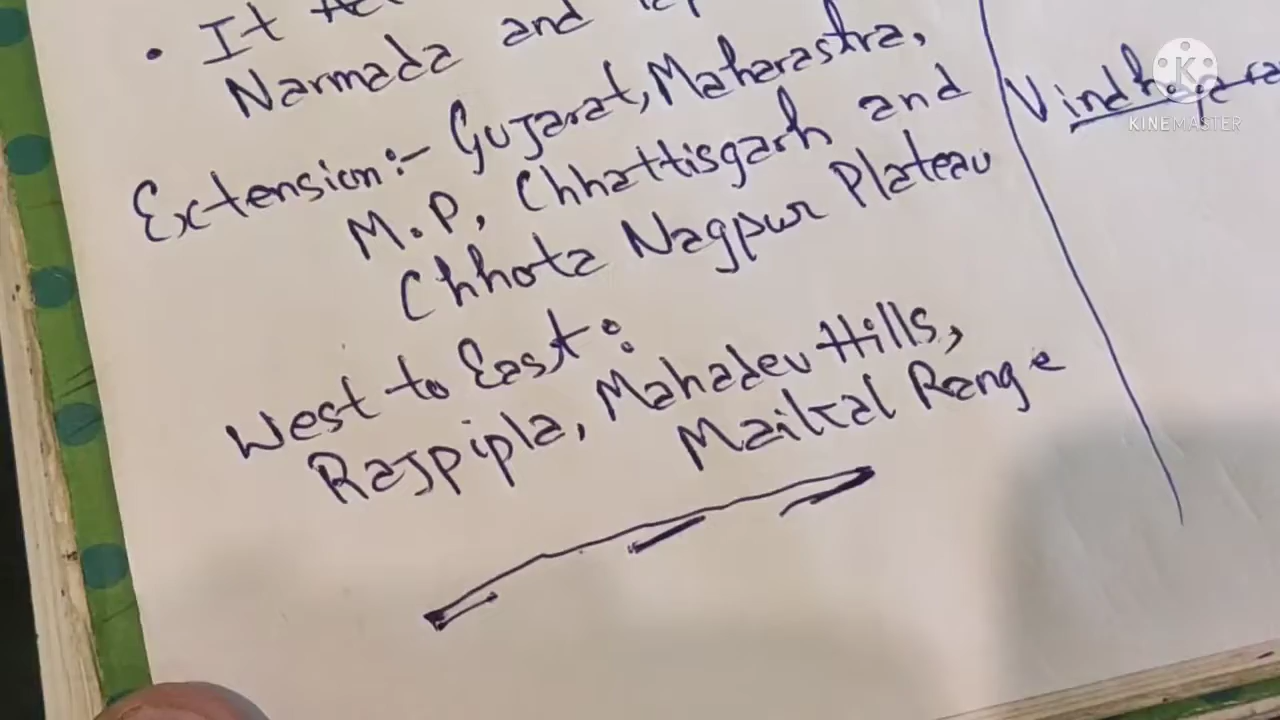 • It
Narmada and
Extension:- Gujarat, Maharastra,
M.P, Chhattisgarh and
Chhota Nagpur Plateau
West to East:
Rajpipla, Mahadev Hills,
Maikal Range
KINEMASTER